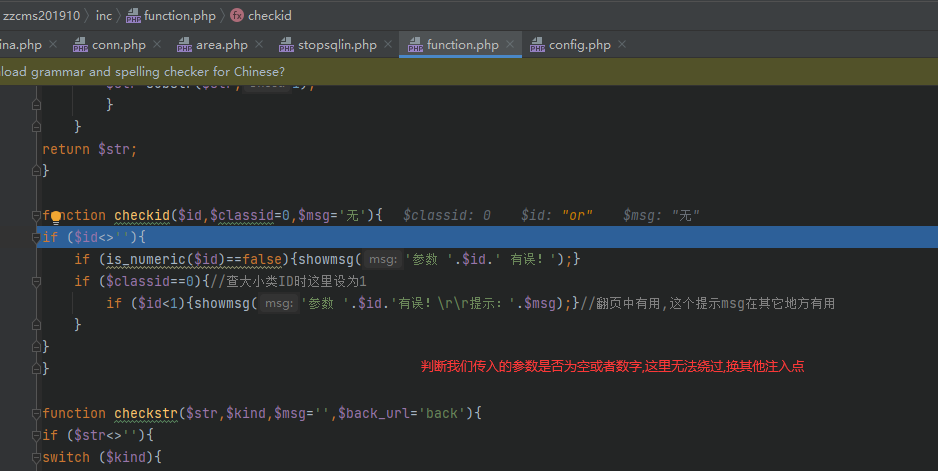 zzcms201910 inc function.php checkid
ina.php conn.php area.php stopsqlin.php function.php config.php
load grammar and spelling checker for Chinese?
}
}
return $str;
}
function checkid($id,$classid=0,$msg='无'){ $classid: 0 $id: "or" $msg: "无"
if ($id<>''){
if (is_numeric($id)==false){showmsg( msg: '参数 '.$id.' 有误! ');}
if ($classid==0){//查大小类ID时这里设为1
if ($id<1){showmsg( msg: '参数 '.$id.'有误! \r\r提示: '.$msg);}//翻页中有用,这个提示msg在其它地方有用
}
}
}
判断我们传入的参数是否为空或者数字,这里无法绕过,换其他注入点
function checkstr($str,$kind,$msg='',$back_url='back'){
if ($str<>''){
switch ($kind){